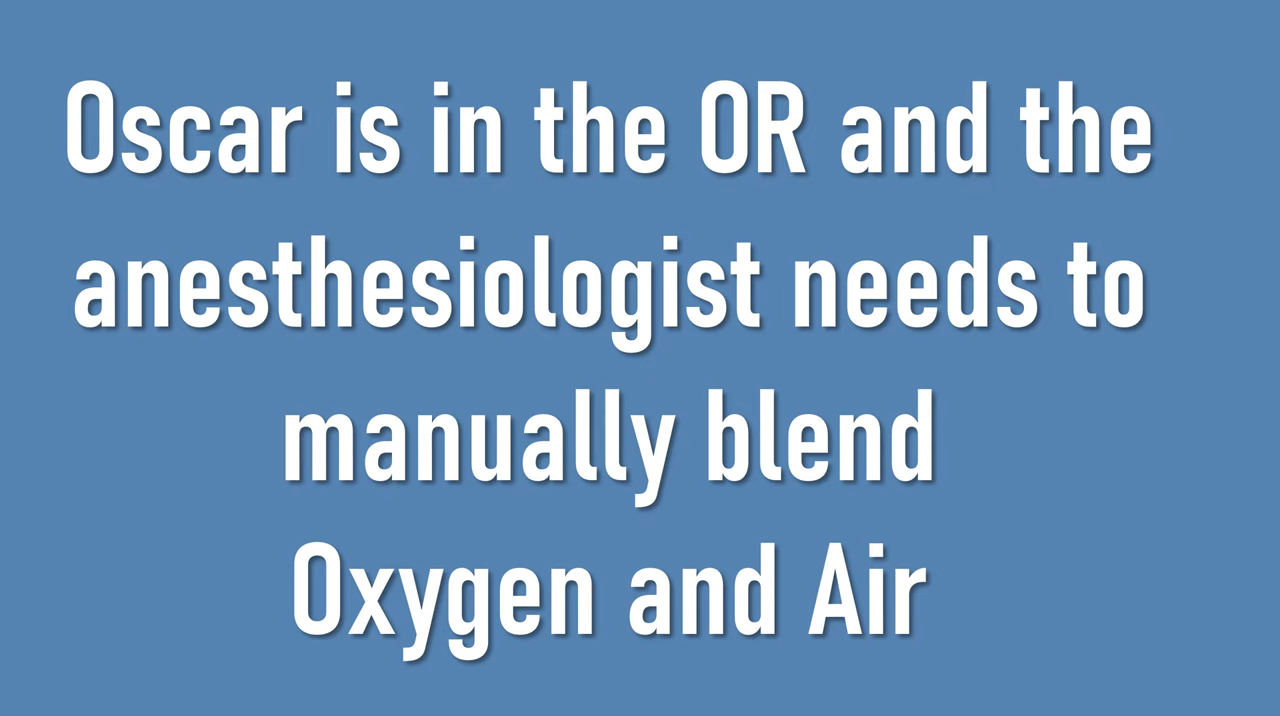 Oscar is in the OR and the
anesthesiologist needs to
manually blend
Oxygen and Air